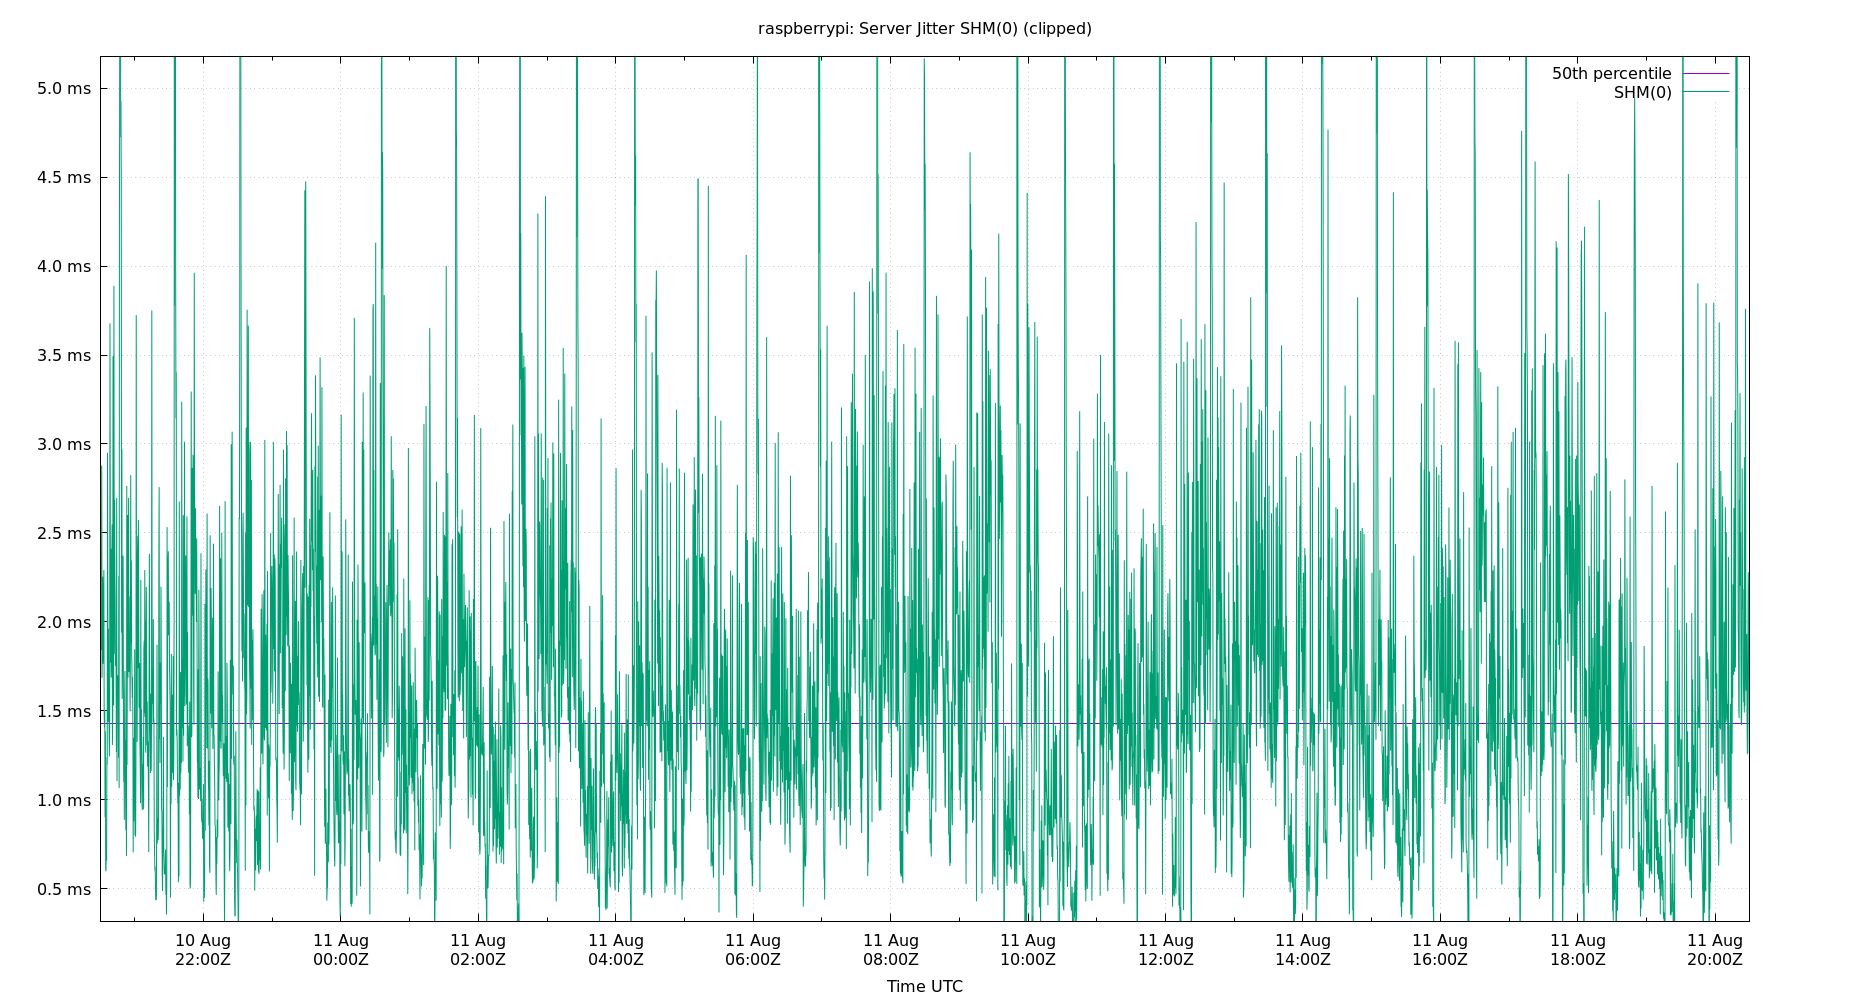 raspberrypi: Server Jitter SHM(0) (clipped)
50th percentile
SHM(0)
5.0 ms
4.5 ms
4.0 ms
3.5 ms
3.0 ms
2.5 ms
2.0 ms
1.5 ms
1.0 ms
0.5 ms
10 Aug 11 Aug 11 Aug 11 Aug 11 Aug 11 Aug 11 Aug 11 Aug 11 Aug 11 Aug 11 Aug 11 Aug
22:00Z 00:00Z 02:00Z 04:00Z 06:00Z 08:00Z 10:00Z 12:00Z 14:00Z 16:00Z 18:00Z 20:00Z
Time UTC